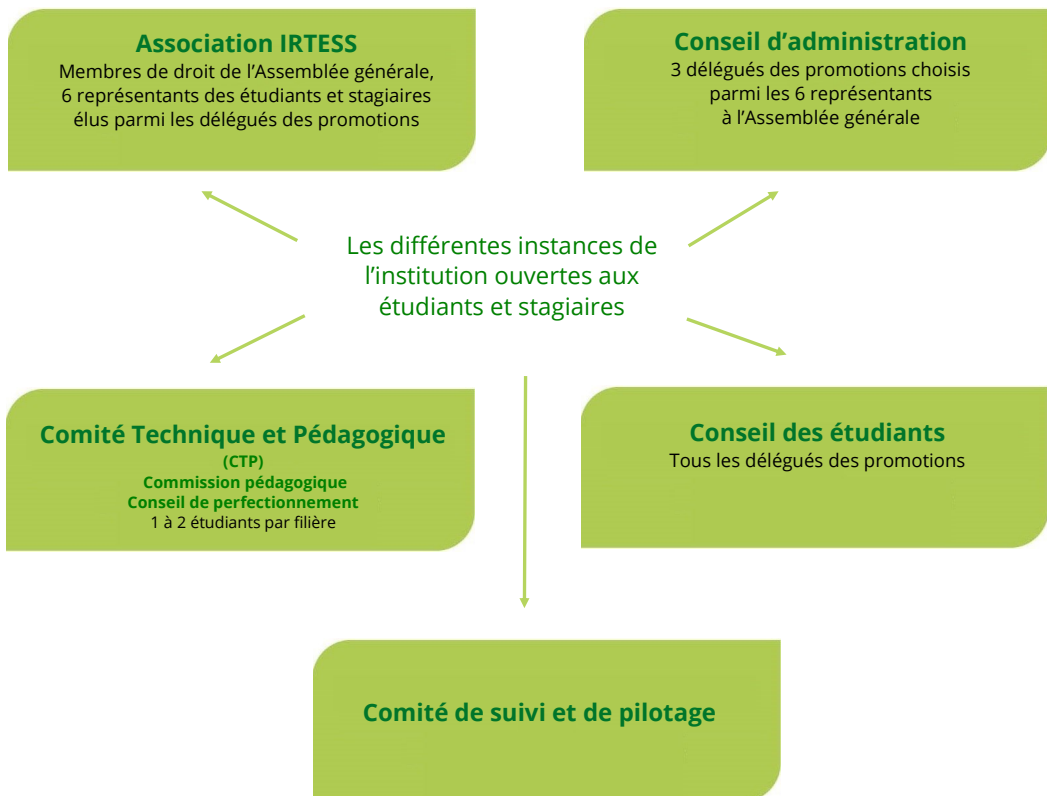 Association IRTESS
Membres de droit de l'Assemblée générale,
6 représentants des étudiants et stagiaires
élus parmi les délégués des promotions
Conseil d'administration
3 délégués des promotions choisis
parmi les 6 représentants
à l'Assemblée générale
Les différentes instances de
l'institution ouvertes aux
étudiants et stagiaires
Comité Technique et Pédagogique
(CTP)
Commission pédagogique
Conseil de perfectionnement
1 à 2 étudiants par filière
Conseil des étudiants
Tous les délégués des promotions
Comité de suivi et de pilotage